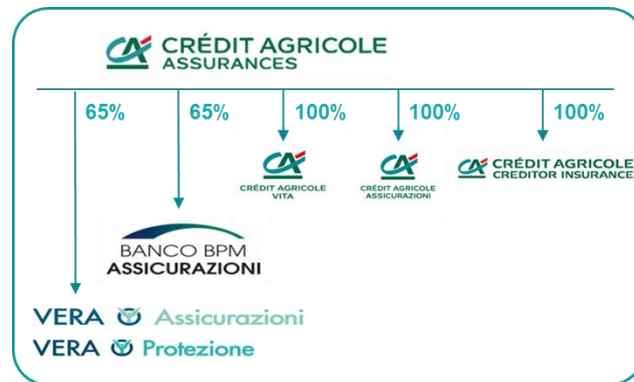 CRÉDIT AGRICOLE
ASSURANCES
65%
65%
100%
100%
100%
CRÉDIT AGRICOLE
VITA
CRÉDIT AGRICOLE
ASSICURAZIONI
CRÉDIT AGRICOLE
CREDITOR INSURANCE
BANCO BPM
ASSICURAZIONI
VERA Assicurazioni
VERA Protezione